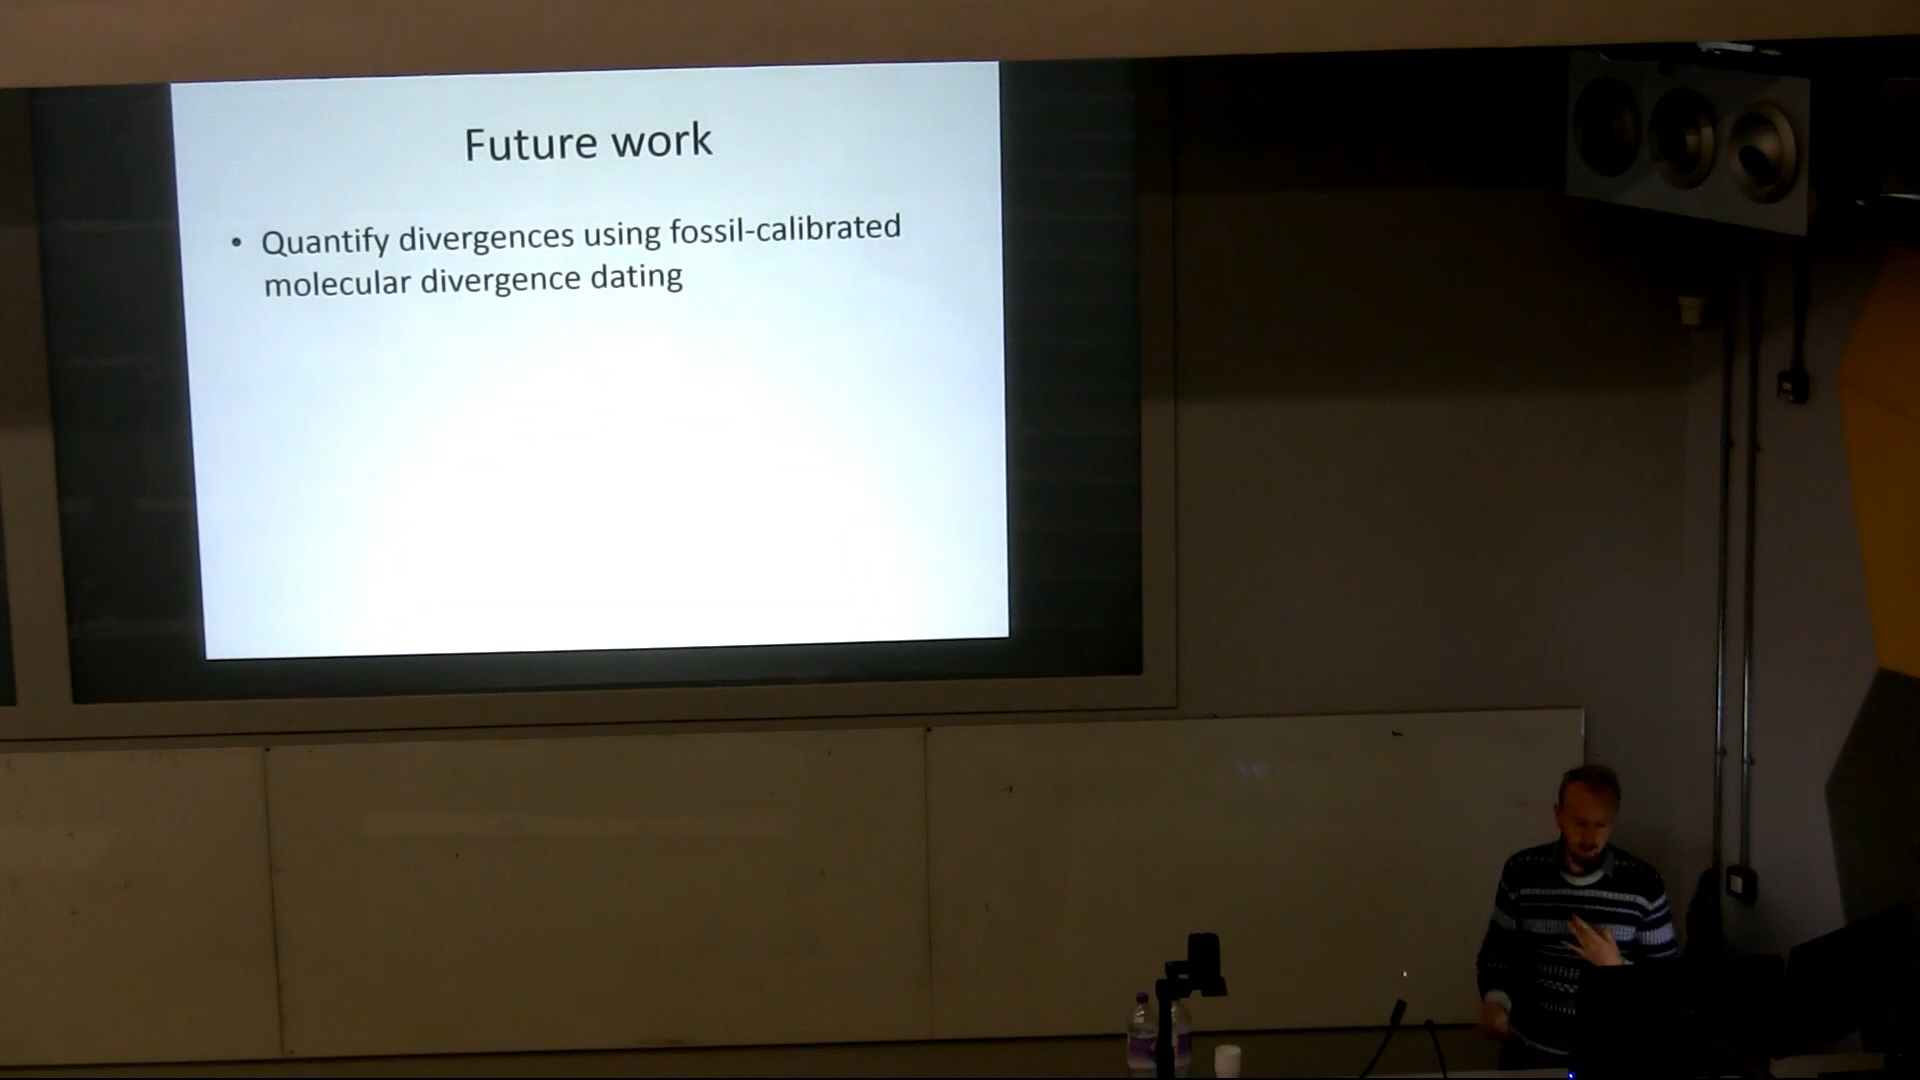 Future work
• Quantify divergences using fossil-calibrated
molecular divergence dating